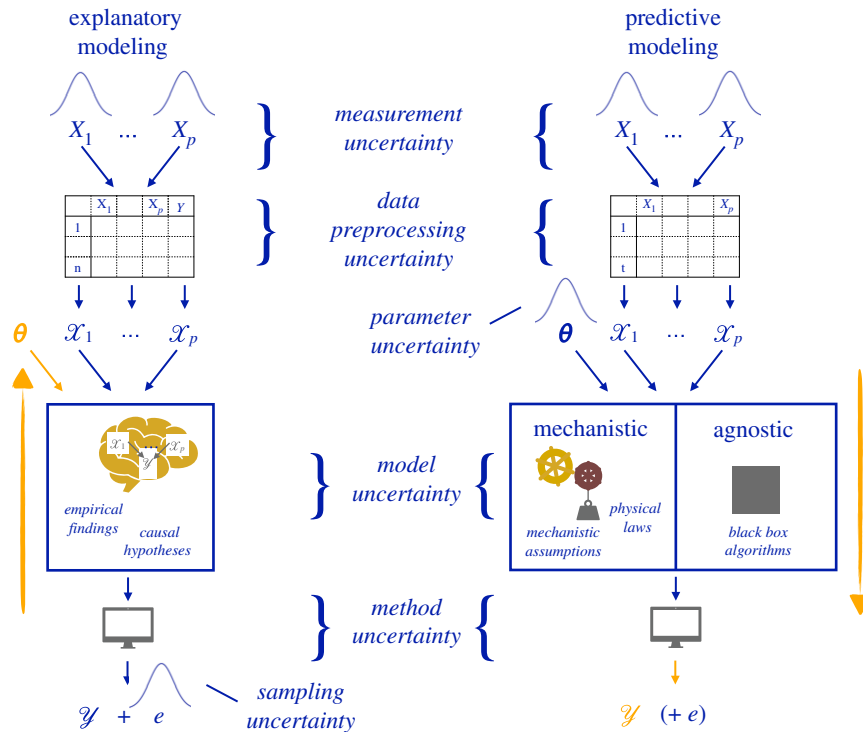 explanatory
modeling
predictive
modeling
X₁ ... Xₚ
measurement
uncertainty
X₁ ... Xₚ
X₁ Xₚ Y
1
n
data
preprocessing
uncertainty
X₁ Xₚ
1
t
θ 𝒳₁ ... 𝒳ₚ
parameter
uncertainty
θ 𝒳₁ ... 𝒳ₚ
𝒳₁ ... 𝒳ₚ
𝒴
empirical
findings
causal
hypotheses
model
uncertainty
mechanistic
physical
laws
mechanistic
assumptions
agnostic
black box
algorithms
method
uncertainty
𝒴 + e
sampling
uncertainty
𝒴 (+ e)